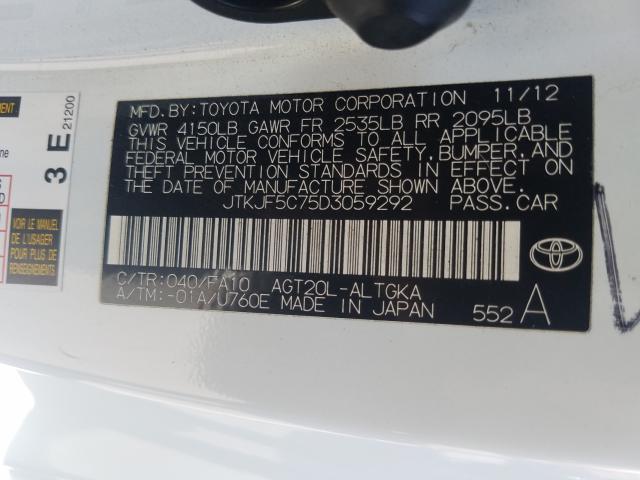 MFD. BY: TOYOTA MOTOR CORPORATION 11/12
GVWR 4150LB GAWR FR 2535LB RR 2095LB
THIS VEHICLE CONFORMS TO ALL APPLICABLE
FEDERAL MOTOR VEHICLE SAFETY, BUMPER, AND
THEFT PREVENTION STANDARDS IN EFFECT ON
THE DATE OF MANUFACTURE SHOWN ABOVE.
JTKJF5C75D3059292 PASS. CAR
C/TR: 040/FA10 AGT20L-ALTGKA
A/TM: -01A/U760E MADE IN JAPAN
552 A
3 E
21200
MANUEL
DE L'USAGER
POUR PLUS DE